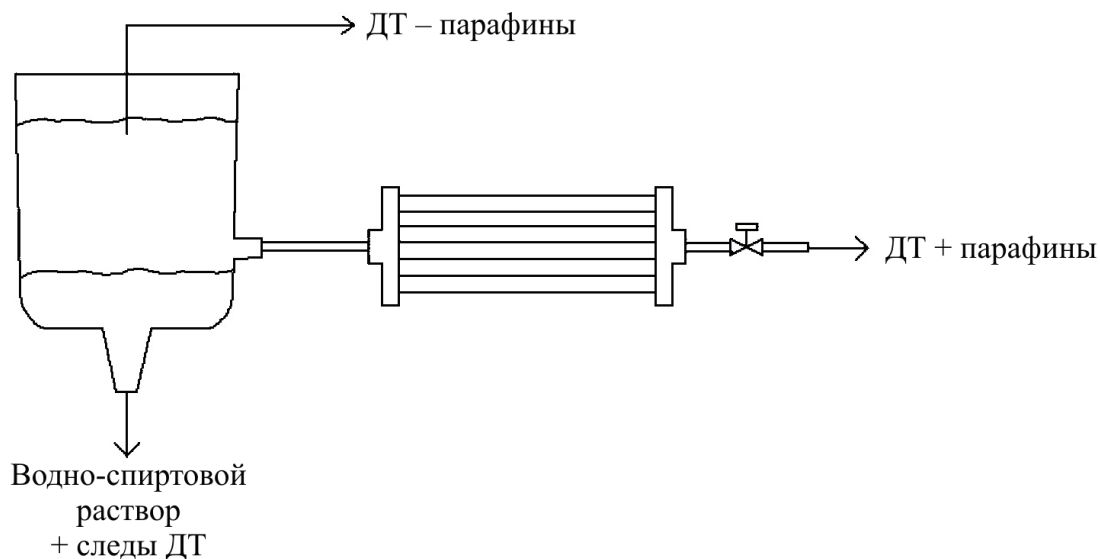 ДТ – парафины
ДТ + парафины
Водно-спиртовой
раствор
+ следы ДТ